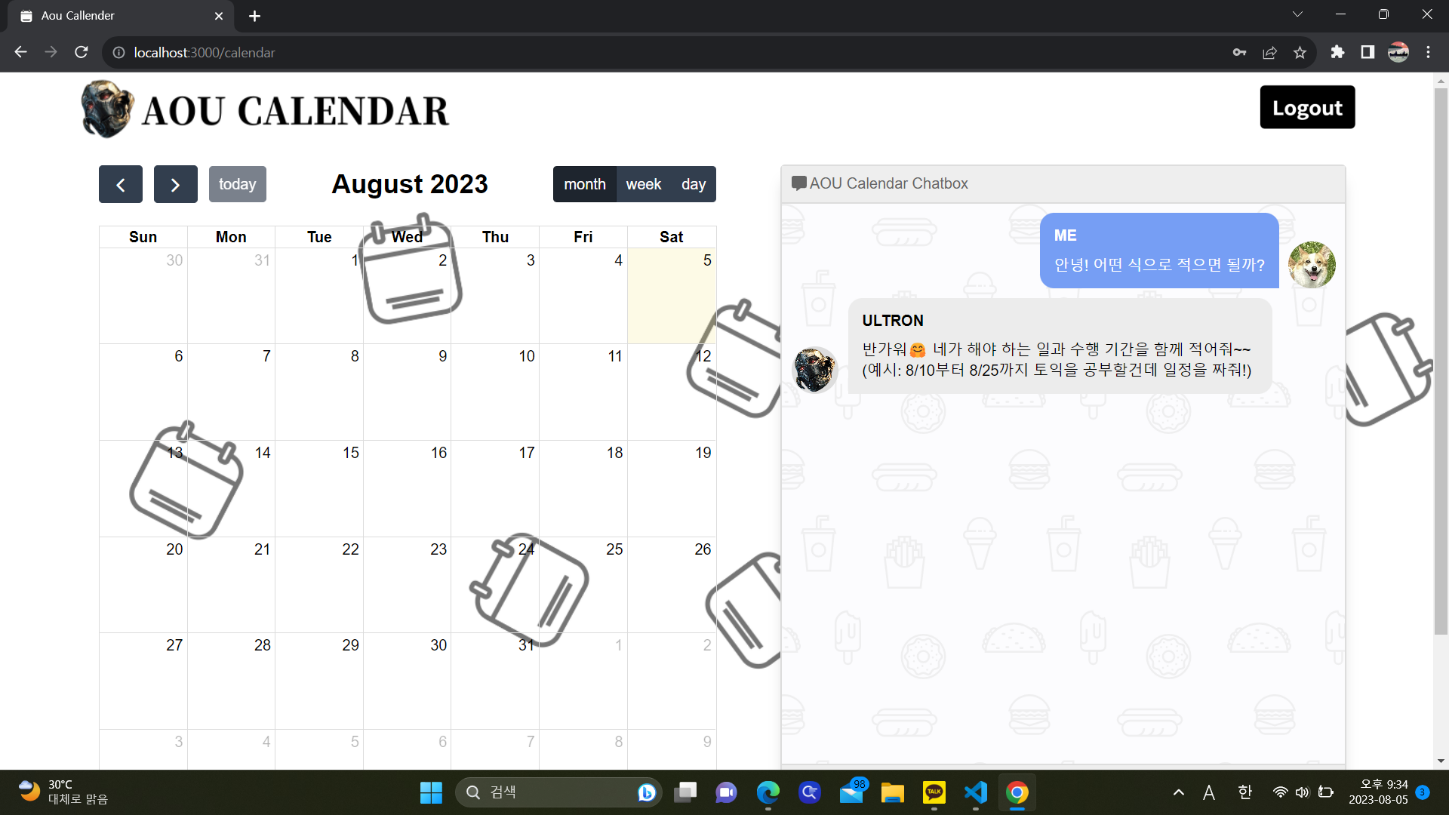 Aou Callender
localhost:3000/calendar
AOU CALENDAR
Logout
today
August 2023
month week day
AOU Calendar Chatbox
Sun Mon Tue Wed Thu Fri Sat
30 31 1 2 3 4 5
6 7 8 9 10 11 12
13 14 15 16 17 18 19
20 21 22 23 24 25 26
27 28 29 30 31 1 2
3 4 5 6 7 8 9
ME
안녕! 어떤 식으로 적으면 될까?
ULTRON
반가워🤗 네가 해야 하는 일과 수행 기간을 함께 적어줘~~
(예시: 8/10부터 8/25까지 토익을 공부할건데 일정을 짜줘!)
30°C
대체로 맑음
검색
98
TALK
A 한
오후 9:34
2023-08-05
3